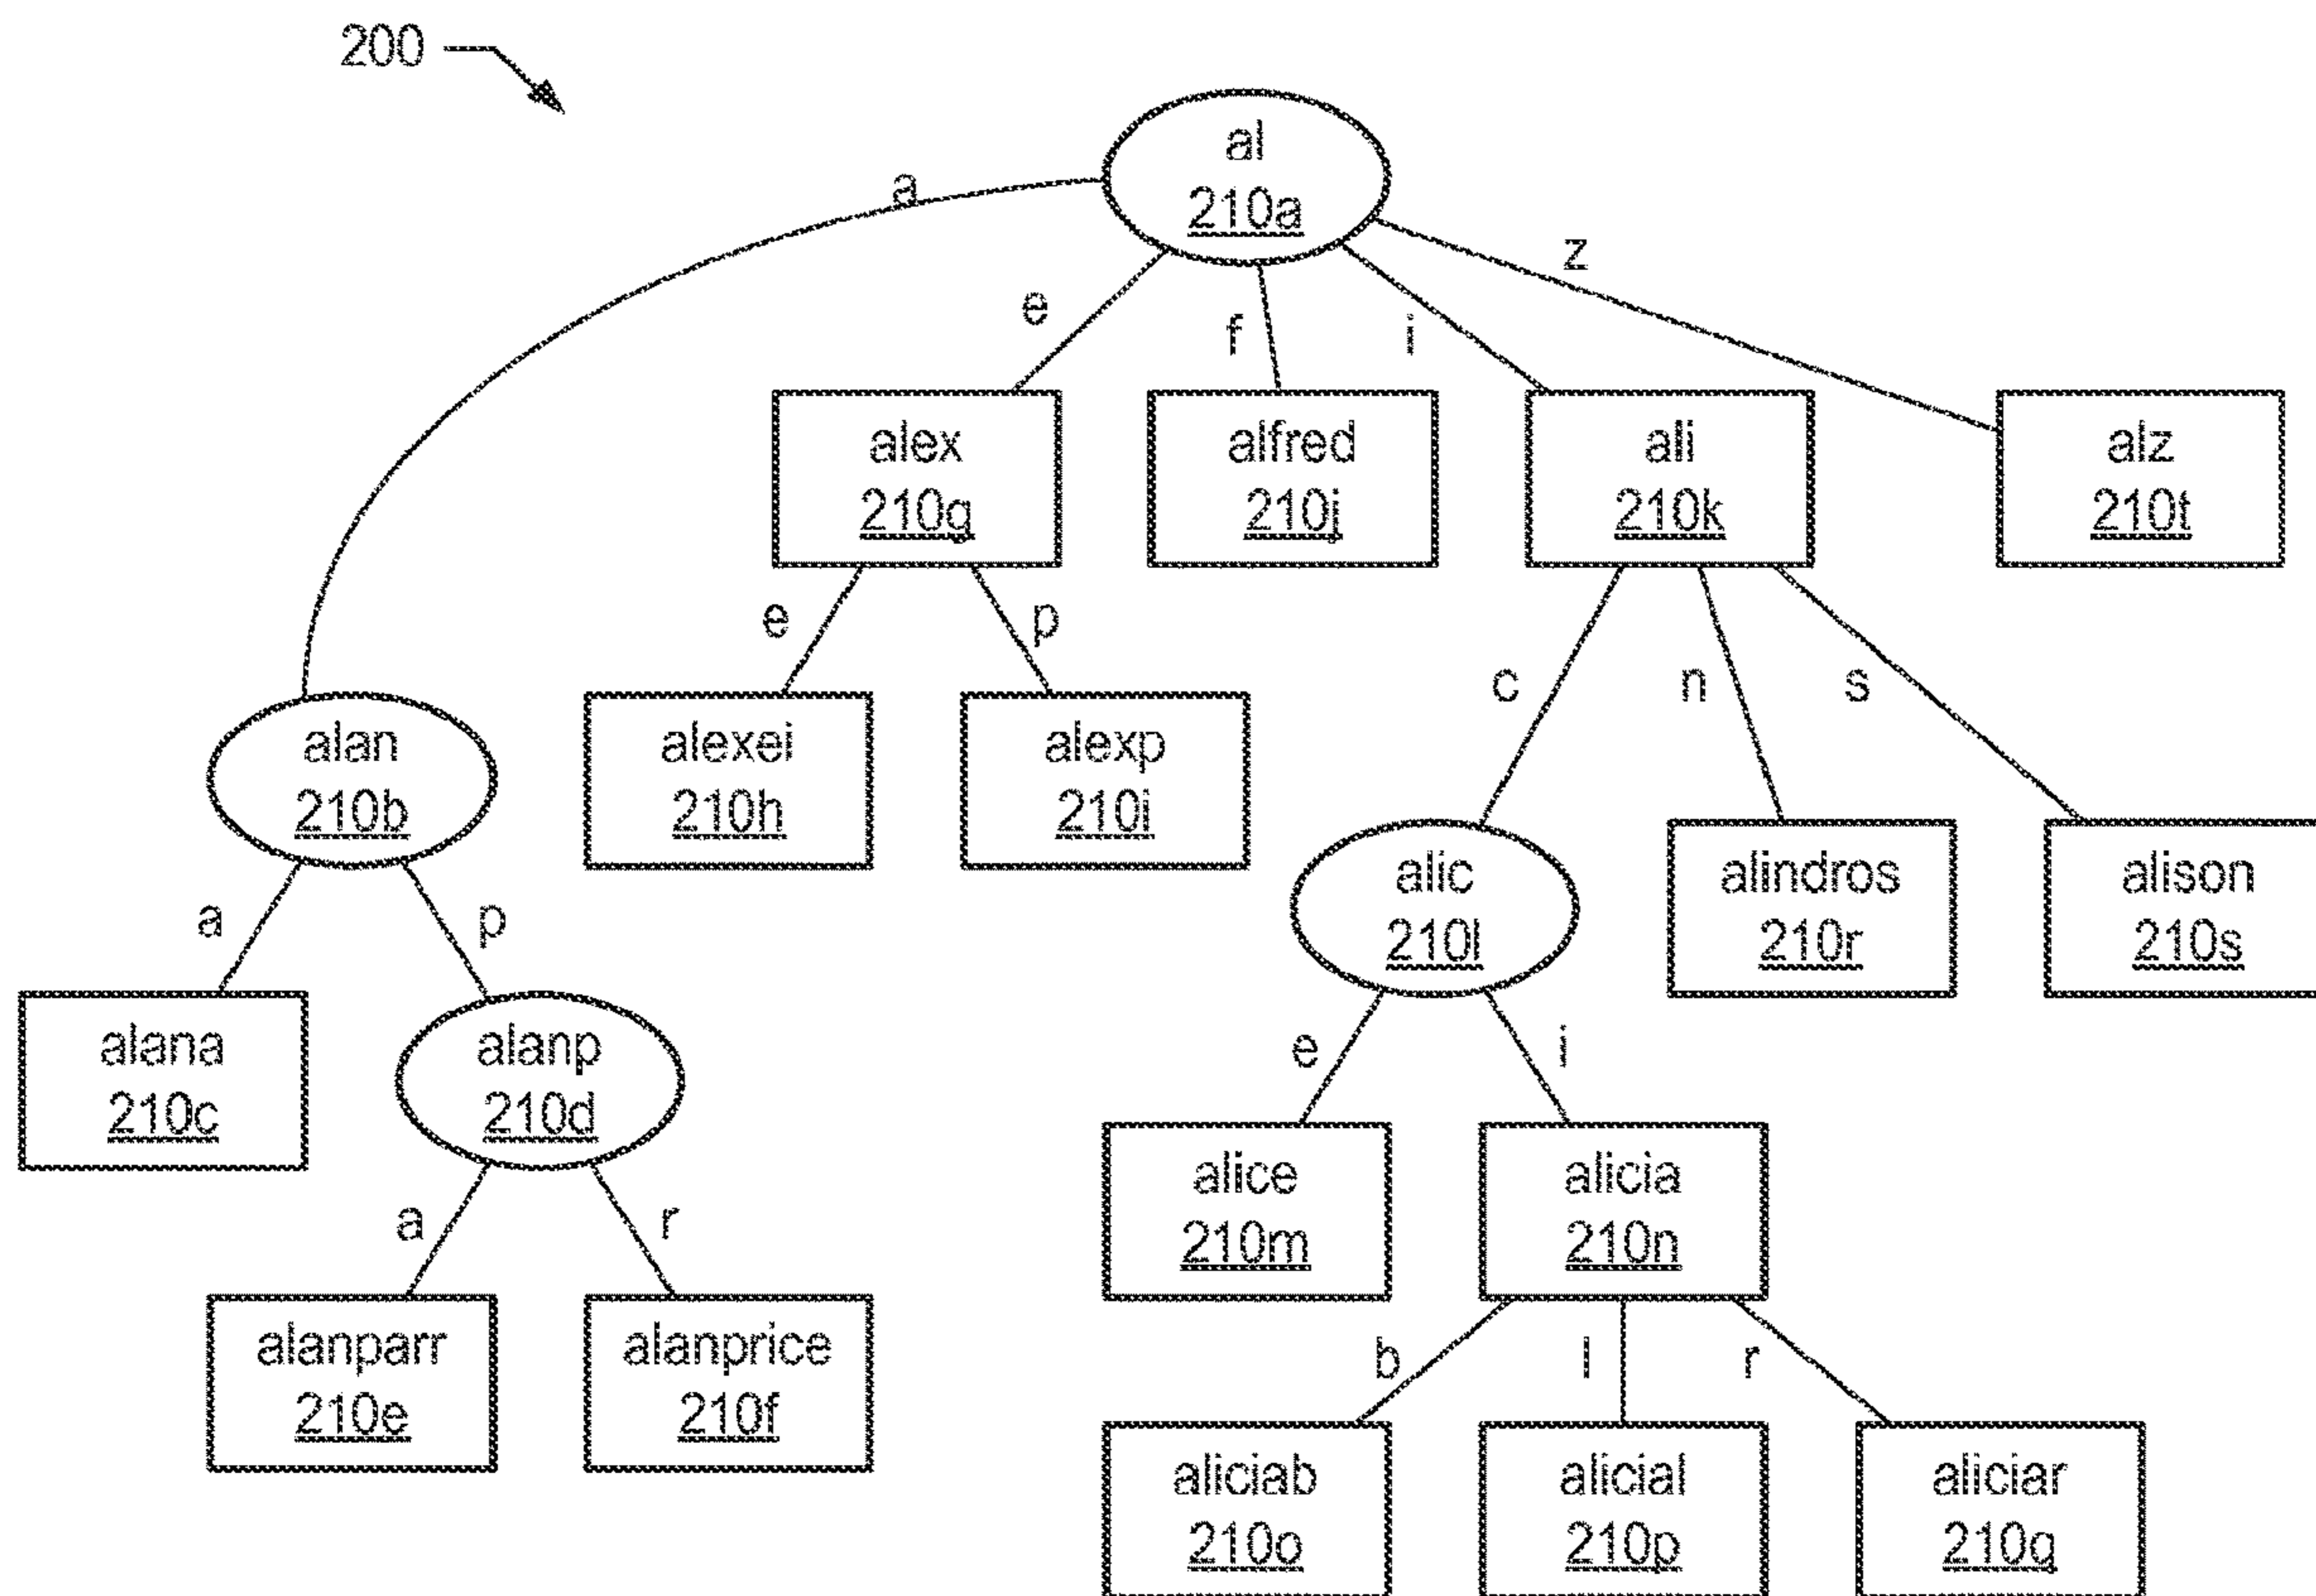 200
al
210a
a
e
f
i
z
alex
210g
alfred
210j
ali
210k
alz
210t
e
p
c
n
s
alan
210b
alexei
210h
alexp
210i
alic
210l
alindros
210r
alison
210s
a
p
e
i
alana
210c
alanp
210d
alice
210m
alicia
210n
a
r
b
l
r
alanparr
210e
alanprice
210f
aliciab
210o
alicial
210p
aliciar
210q